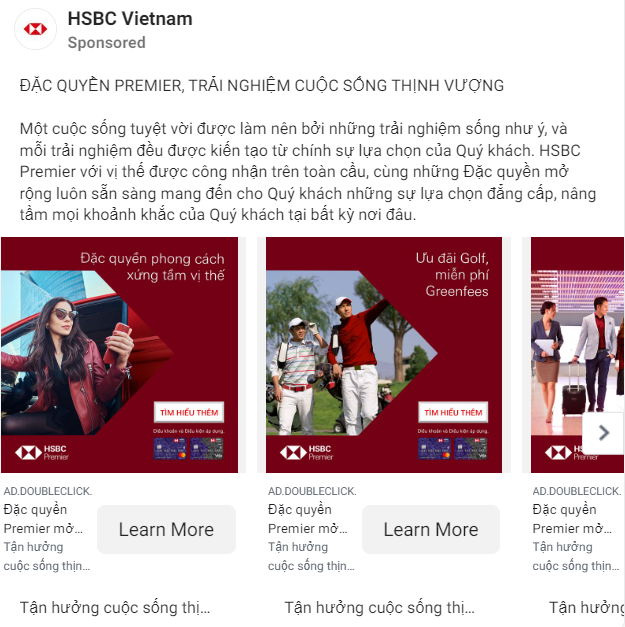 HSBC Vietnam
Sponsored
ĐẶC QUYỀN PREMIER, TRẢI NGHIỆM CUỘC SỐNG THỊNH VƯỢNG
Một cuộc sống tuyệt vời được làm nên bởi những trải nghiệm sống như ý, và
mỗi trải nghiệm đều được kiến tạo từ chính sự lựa chọn của Quý khách. HSBC
Premier với vị thế được công nhận trên toàn cầu, cùng những Đặc quyền mở
rộng luôn sẵn sàng mang đến cho Quý khách những sự lựa chọn đẳng cấp, nâng
tầm mọi khoảnh khắc của Quý khách tại bất kỳ nơi đâu.
Đặc quyền phong cách
xứng tầm vị thế
TÌM HIỂU THÊM
Điều khoản và Điều kiện áp dụng.
HSBC
Premier
AD.DOUBLECLICK.
Đặc quyền
Premier mở...
Tận hưởng
cuộc sống thịn...
Learn More
Tận hưởng cuộc sống thị...
Ưu đãi Golf,
miễn phí
Greenfees
TÌM HIỂU THÊM
Điều khoản và Điều kiện áp dụng.
HSBC
Premier
AD.DOUBLECLICK.
Đặc quyền
Premier mở...
Tận hưởng
cuộc sống thịn...
Learn More
Tận hưởng cuộc sống thị...
Premier
AD.DOUBLECLICK.
Đặc quyền
Premier mở...
Tận hưởng
cuộc sống thịn...
Tận hưởng